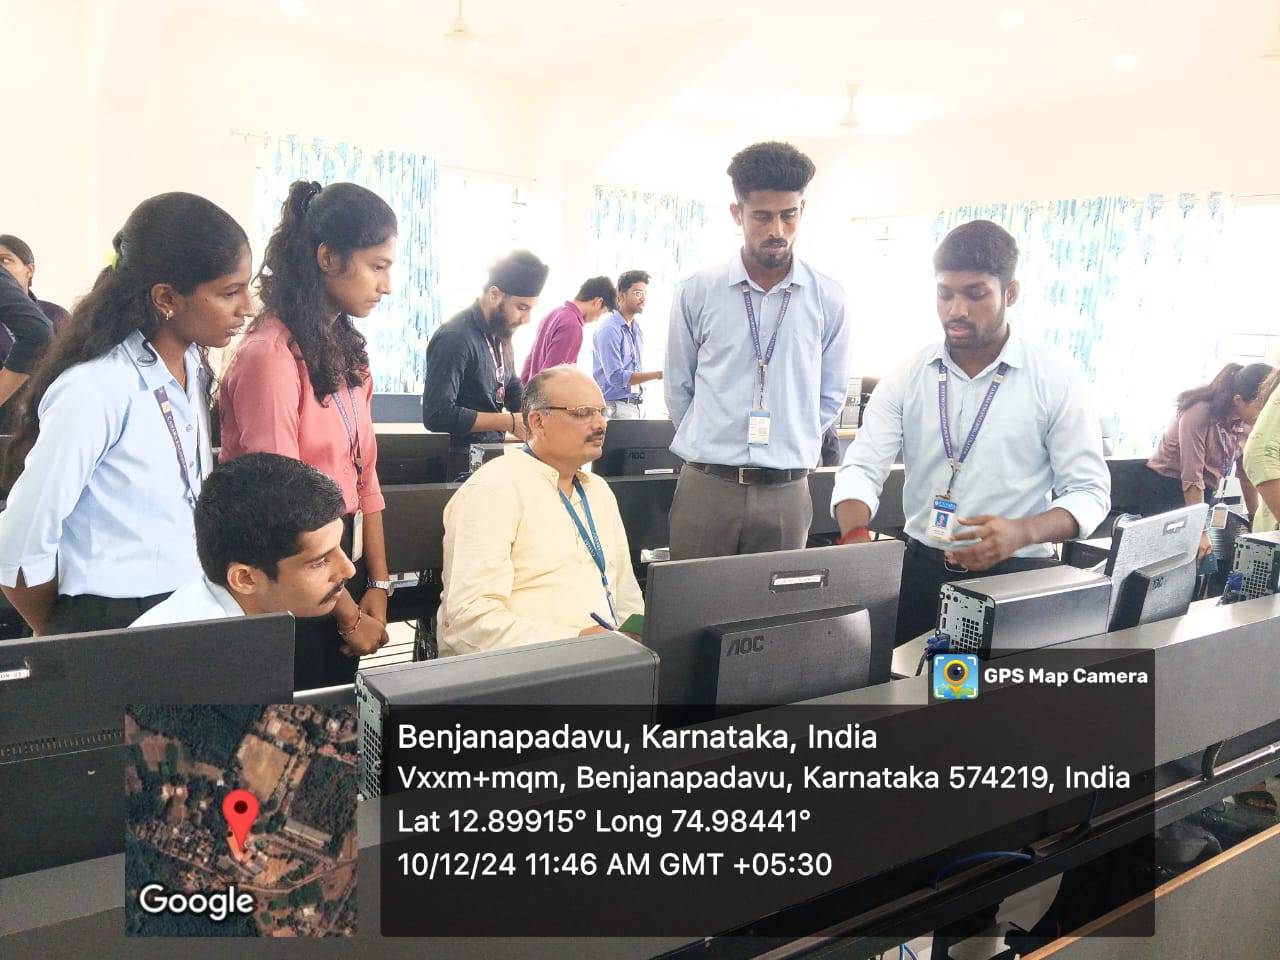 AOC
AOC
GPS Map Camera
Benjanapadavu, Karnataka, India
Vxxm+mqm, Benjanapadavu, Karnataka 574219, India
Lat 12.89915° Long 74.98441°
10/12/24 11:46 AM GMT +05:30
Google